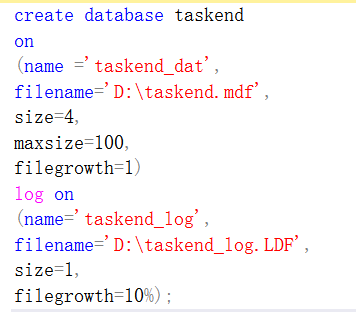 create database taskend
on
(name ='taskend_dat',
filename='D:\taskend.mdf',
size=4,
maxsize=100,
filegrowth=1)
log on
(name='taskend_log',
filename='D:\taskend_log.LDF',
size=1,
filegrowth=10%);